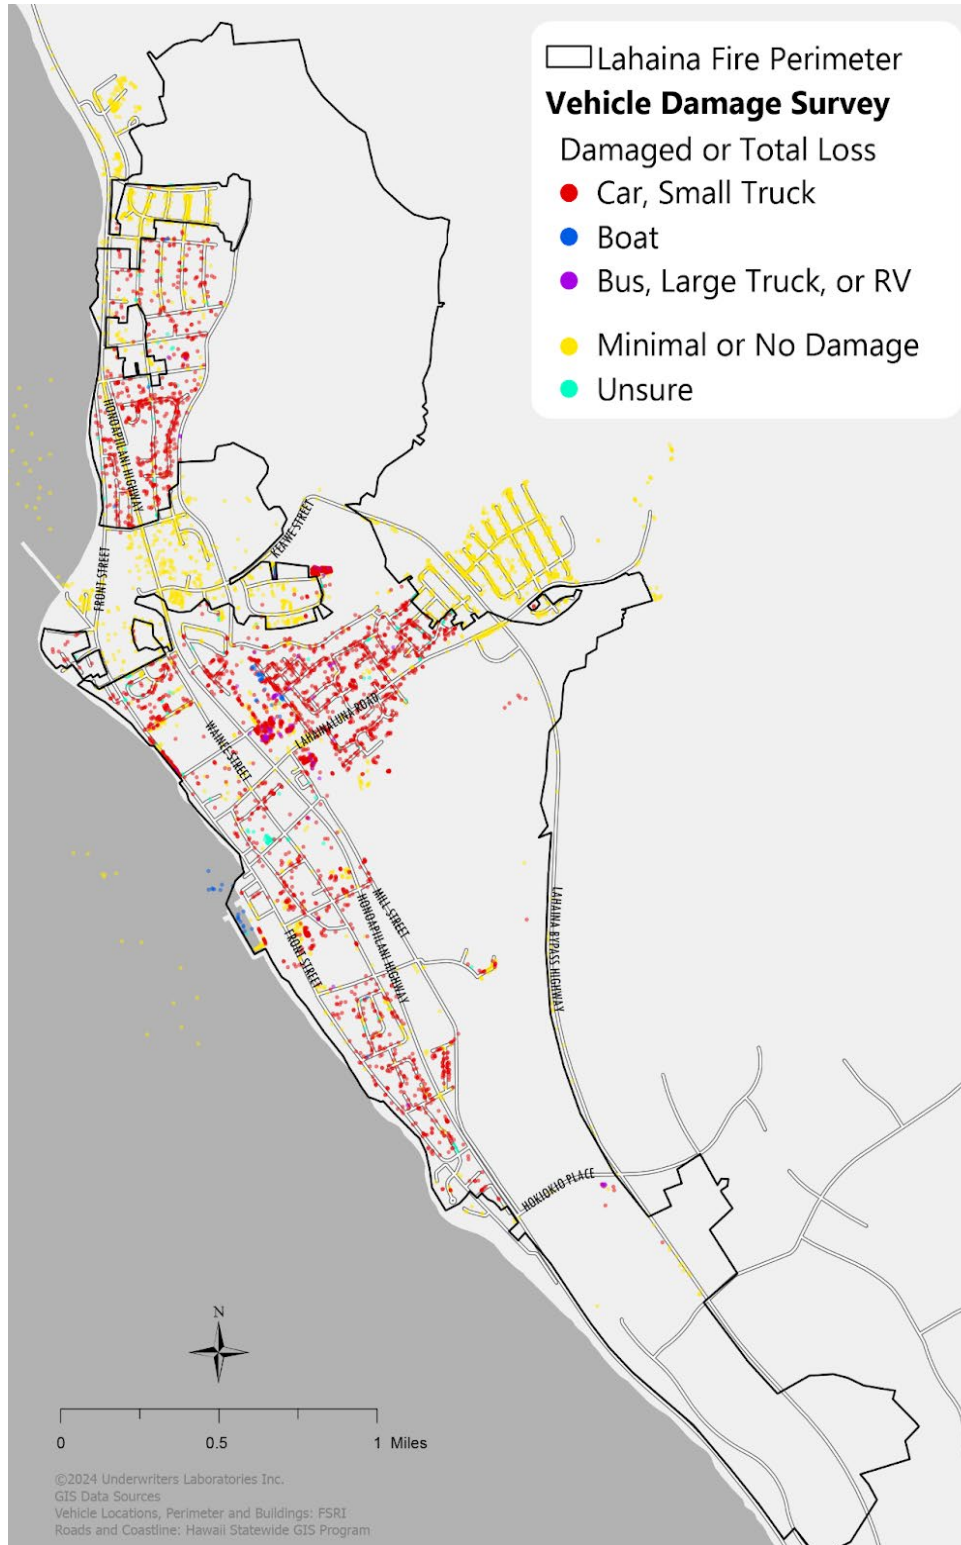 Lahaina Fire Perimeter
Vehicle Damage Survey
Damaged or Total Loss
Car, Small Truck
Boat
Bus, Large Truck, or RV
Minimal or No Damage
Unsure
HONOAPIILANI HIGHWAY
KEAWE STREET
FRONT STREET
LAHAINALUNA ROAD
WAINEE STREET
MILL STREET
HONOAPIILANI HIGHWAY
LAHAINA BYPASS HIGHWAY
FRONT STREET
HOKIOKIO PLACE
N
0 0.5 1 Miles
©2024 Underwriters Laboratories Inc.
GIS Data Sources
Vehicle Locations, Perimeter and Buildings: FSRI
Roads and Coastline: Hawaii Statewide GIS Program